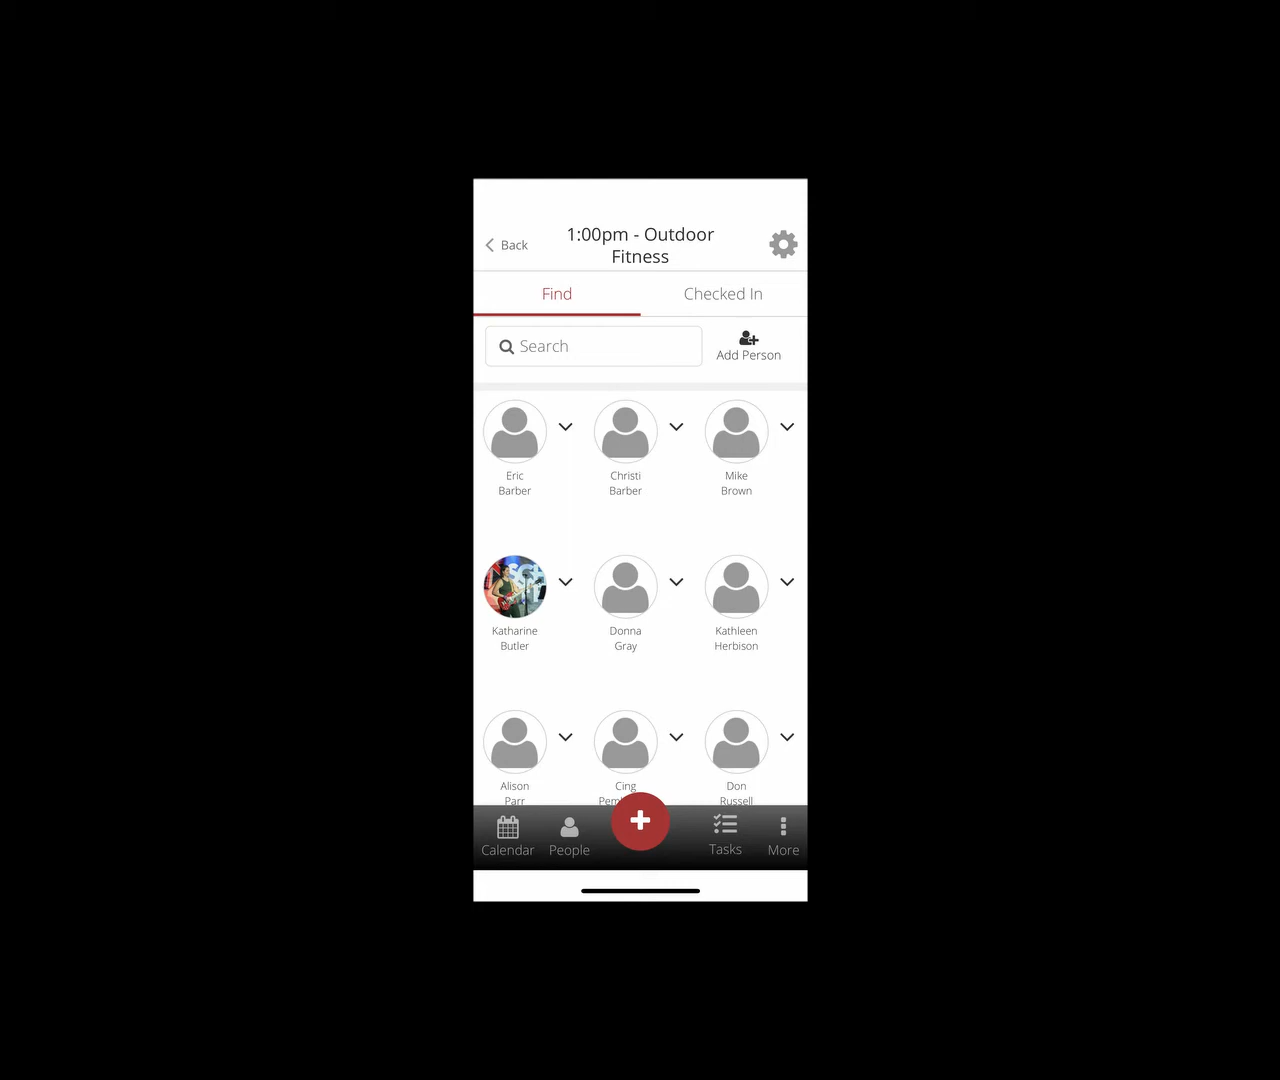 1:00pm - Outdoor
Fitness
Back
Find
Checked In
Search
Add Person
Eric
Barber
Christi
Barber
Mike
Brown
Katharine
Butler
Donna
Gray
Kathleen
Herbison
Alison
Parr
Cing
Don
Russell
Calendar
People
Tasks
More